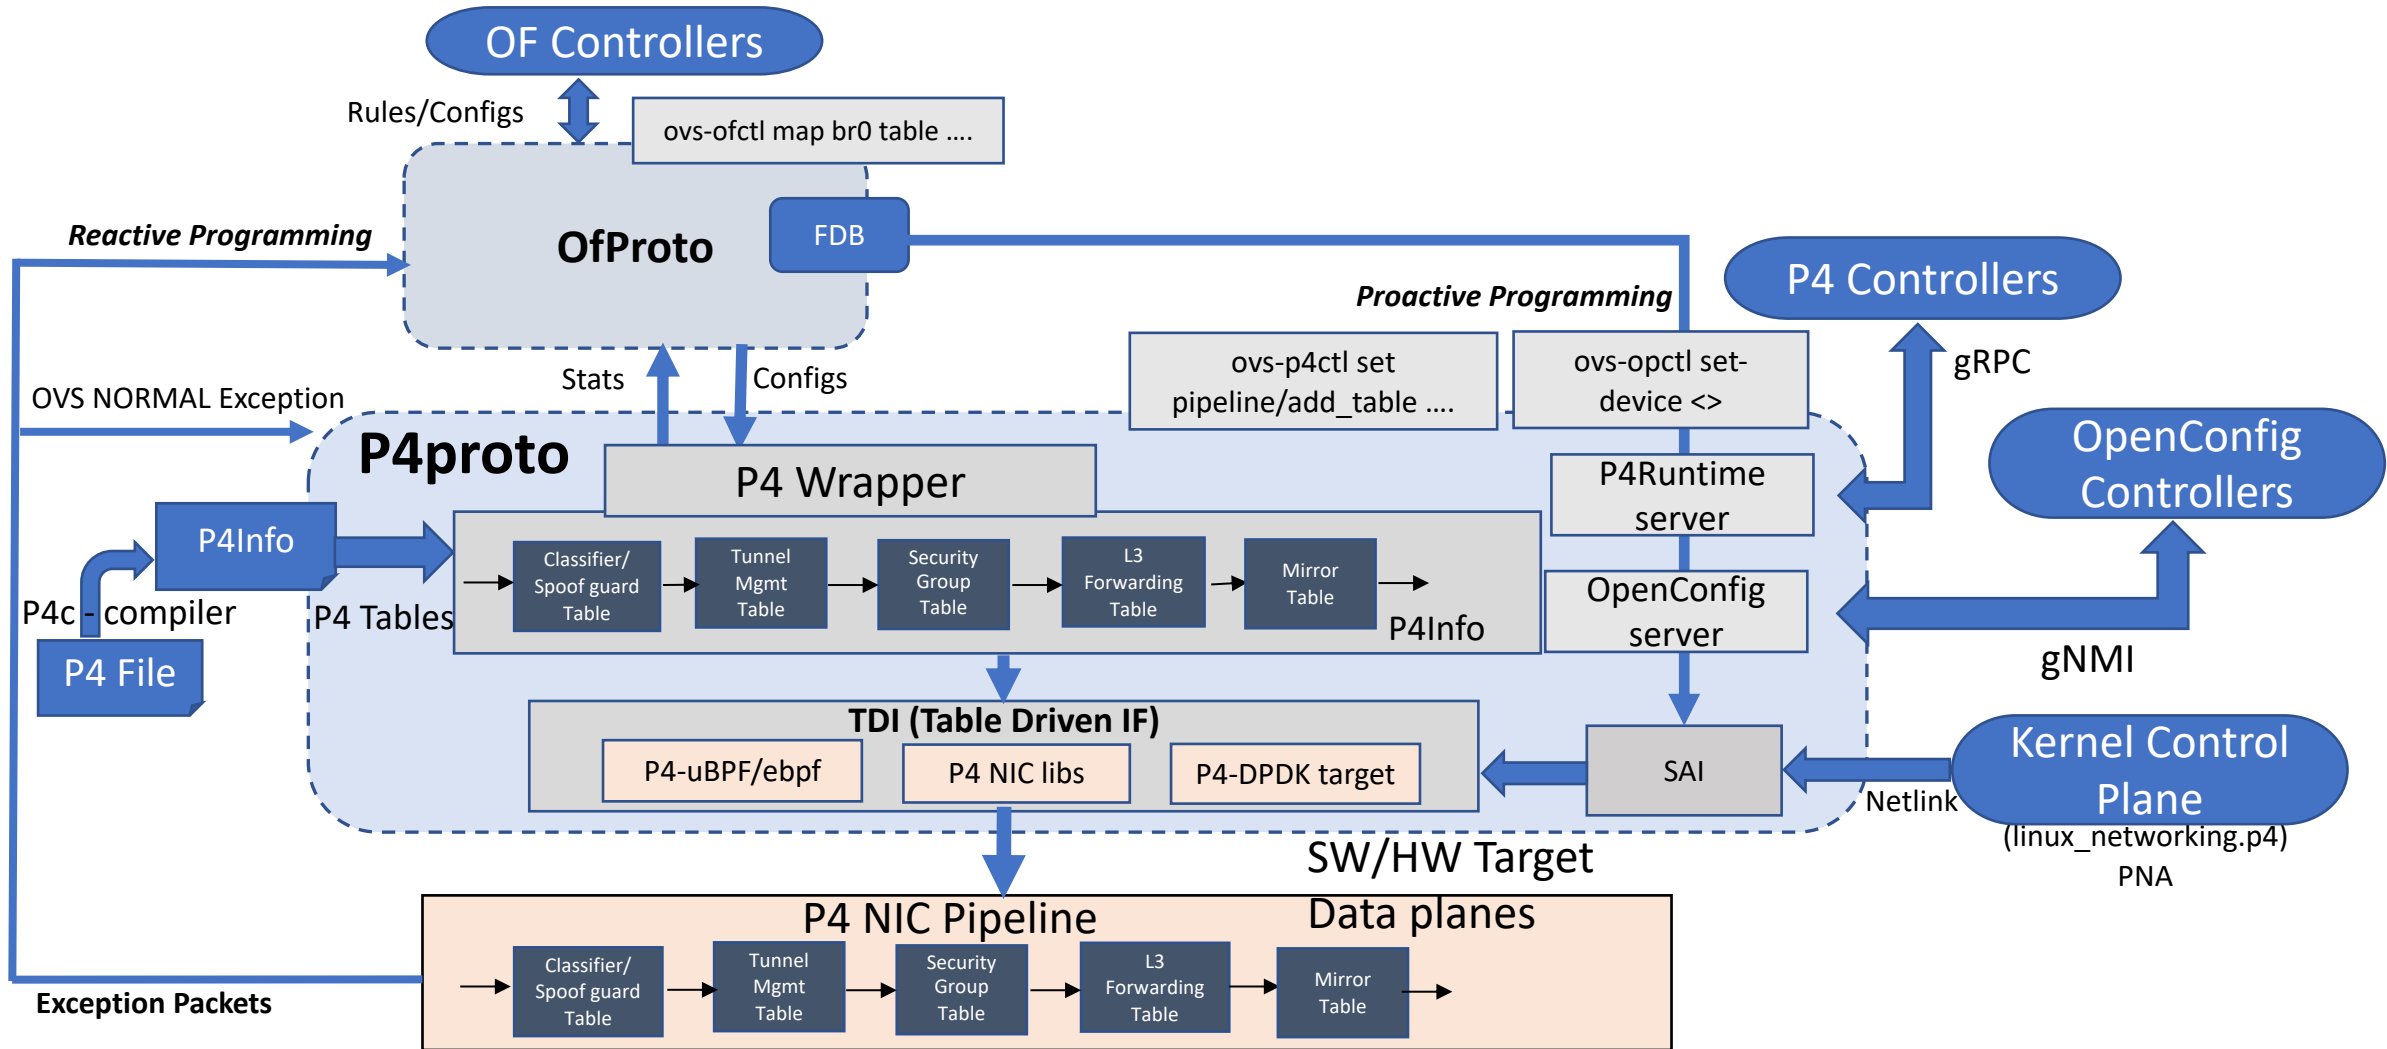 OF Controllers
Rules/Configs
ovs-ofctl map br0 table ....
Reactive Programming
OfProto
FDB
Proactive Programming
P4 Controllers
gRPC
Stats
Configs
ovs-p4ctl set
pipeline/add_table ....
ovs-opctl set-
device <>
OVS NORMAL Exception
P4proto
P4 Wrapper
P4Runtime
server
OpenConfig
Controllers
P4Info
P4c - compiler
P4 File
P4 Tables
Classifier/
Spoof guard
Table
Tunnel
Mgmt
Table
Security
Group
Table
L3
Forwarding
Table
Mirror
Table
P4Info
OpenConfig
server
gNMI
TDI (Table Driven IF)
P4-uBPF/ebpf
P4 NIC libs
P4-DPDK target
SAI
Netlink
Kernel Control
Plane
(linux_networking.p4)
PNA
SW/HW Target
Data planes
P4 NIC Pipeline
Classifier/
Spoof guard
Table
Tunnel
Mgmt
Table
Security
Group
Table
L3
Forwarding
Table
Mirror
Table
Exception Packets